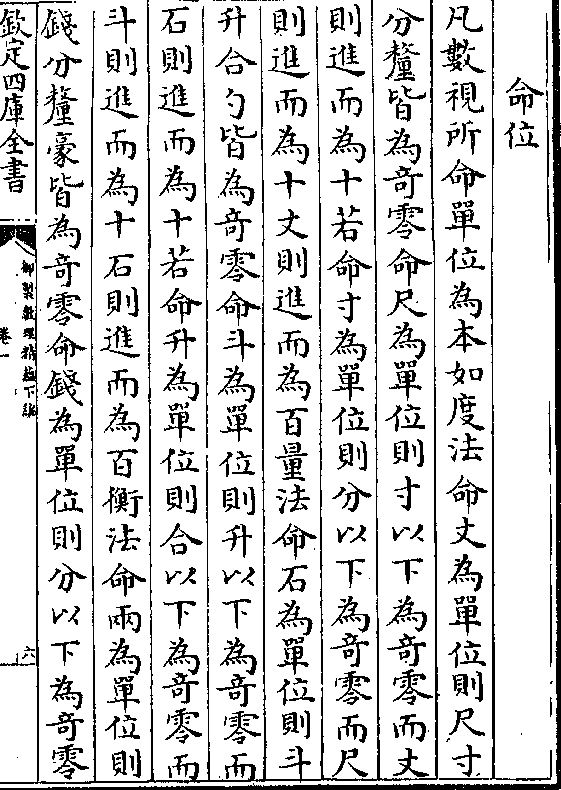 命位
凡數視所命單位為本如度法命丈為單位則尺寸
分釐皆為奇零命尺為單位則寸以下為奇零而丈
則進而為十若命寸為單位則分以下為奇零而尺
則進而為十丈則進而為百量法命石為單位則斗
升合勺皆為奇零命斗為單位則升以下為奇零而
石則進而為十若命升為單位則合以下為奇零而
斗則進而為十石則進而為百衡法命兩為單位則
錢分釐豪皆為奇零命錢為單位則分以下為奇零
欽定四庫全書
御製數理精蘊下編
卷一
六